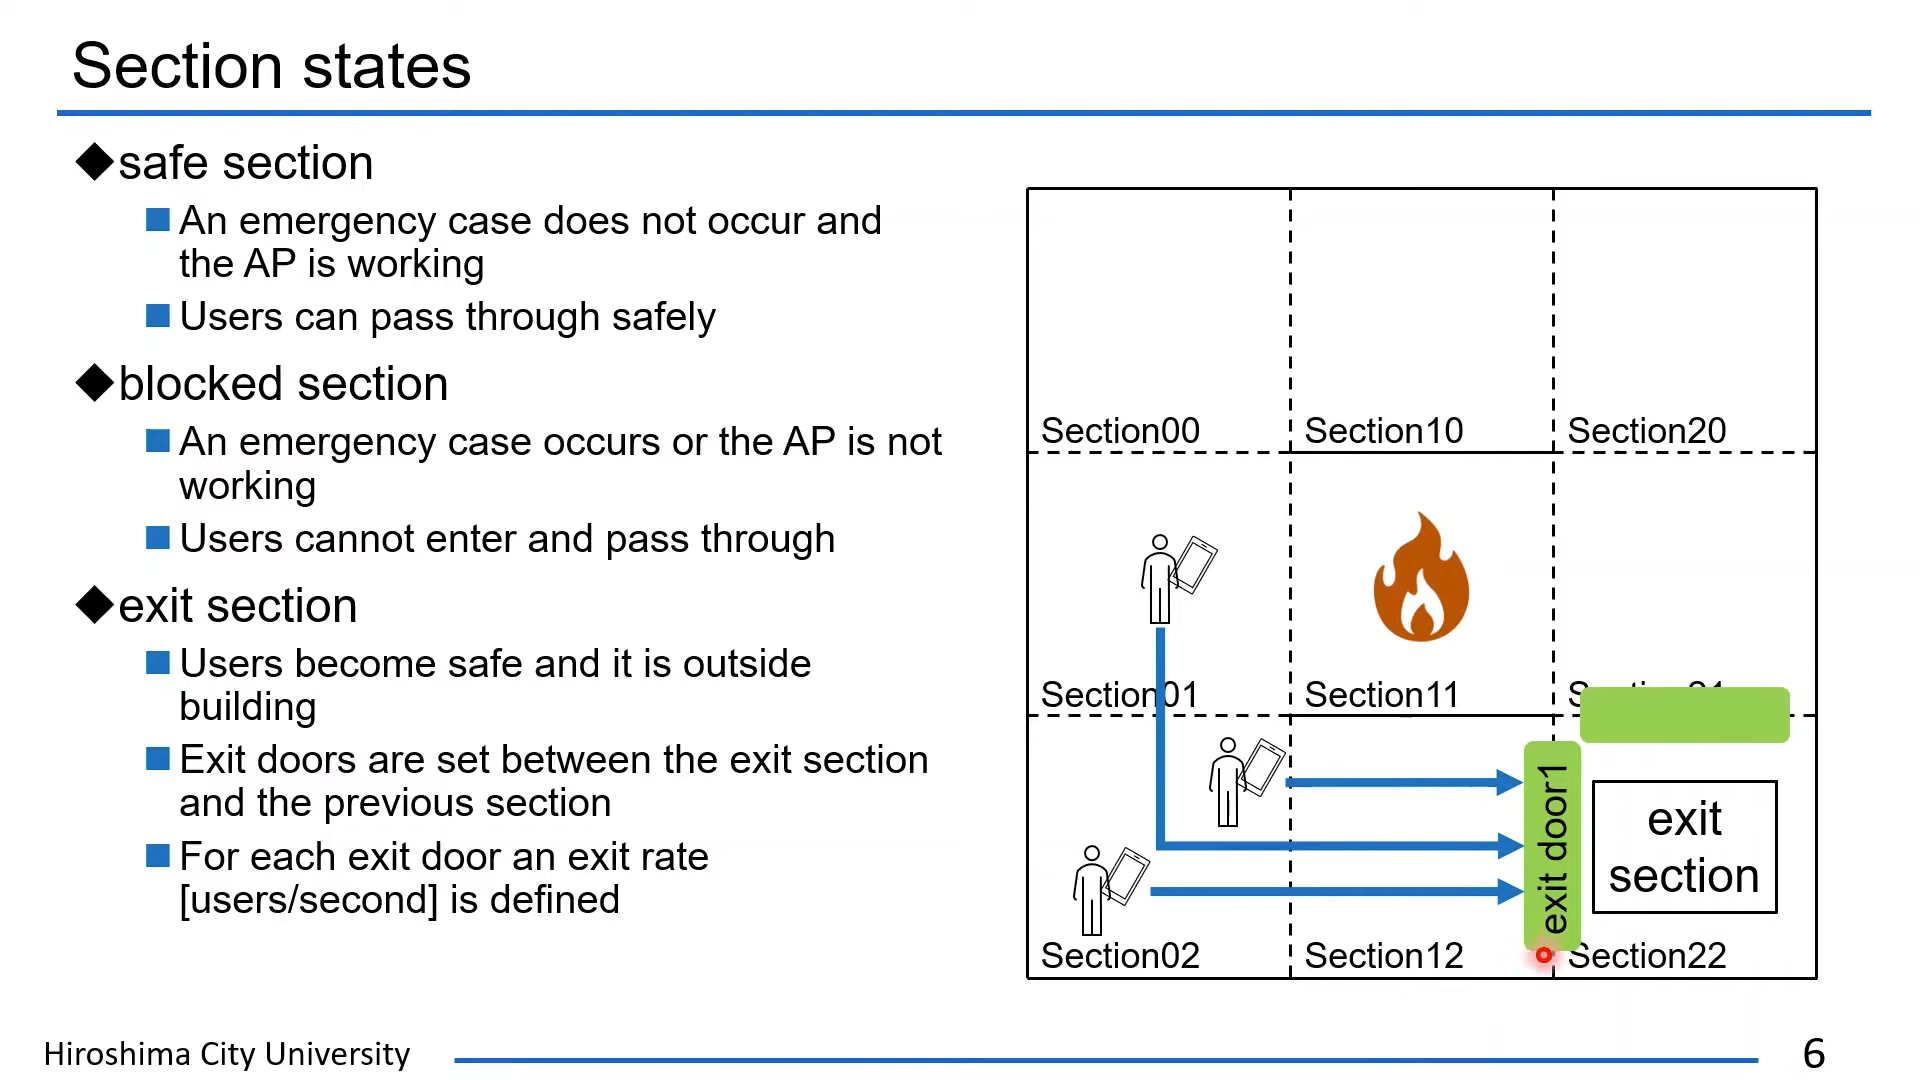 Section states
safe section
An emergency case does not occur and
the AP is working
Users can pass through safely
blocked section
An emergency case occurs or the AP is not
working
Users cannot enter and pass through
exit section
Users become safe and it is outside
building
Exit doors are set between the exit section
and the previous section
For each exit door an exit rate
[users/second] is defined
Section00
Section10
Section20
Section01
Section11
exit door1
exit
section
Section02
Section12
Section22
Hiroshima City University
6